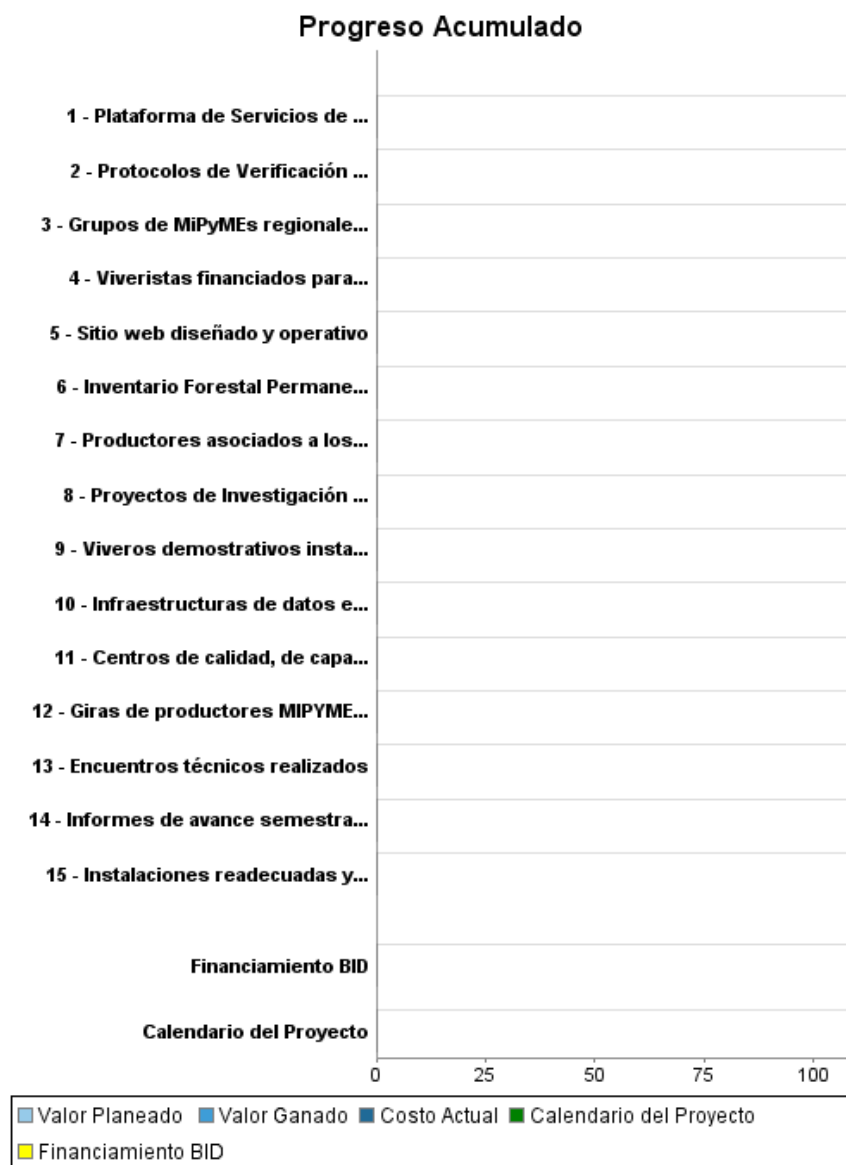 Progreso Acumulado
1 - Plataforma de Servicios de ...
2 - Protocolos de Verificación ...
3 - Grupos de MiPyMEs regionale...
4 - Viveristas financiados para...
5 - Sitio web diseñado y operativo
6 - Inventario Forestal Permane...
7 - Productores asociados a los...
8 - Proyectos de Investigación ...
9 - Viveros demostrativos insta...
10 - Infraestructuras de datos e...
11 - Centros de calidad, de capa...
12 - Giras de productores MIPYME...
13 - Encuentros técnicos realizados
14 - Informes de avance semestra...
15 - Instalaciones readecuadas y...
Financiamiento BID
Calendario del Proyecto
0 25 50 75 100
Valor Planeado Valor Ganado Costo Actual Calendario del Proyecto
Financiamiento BID